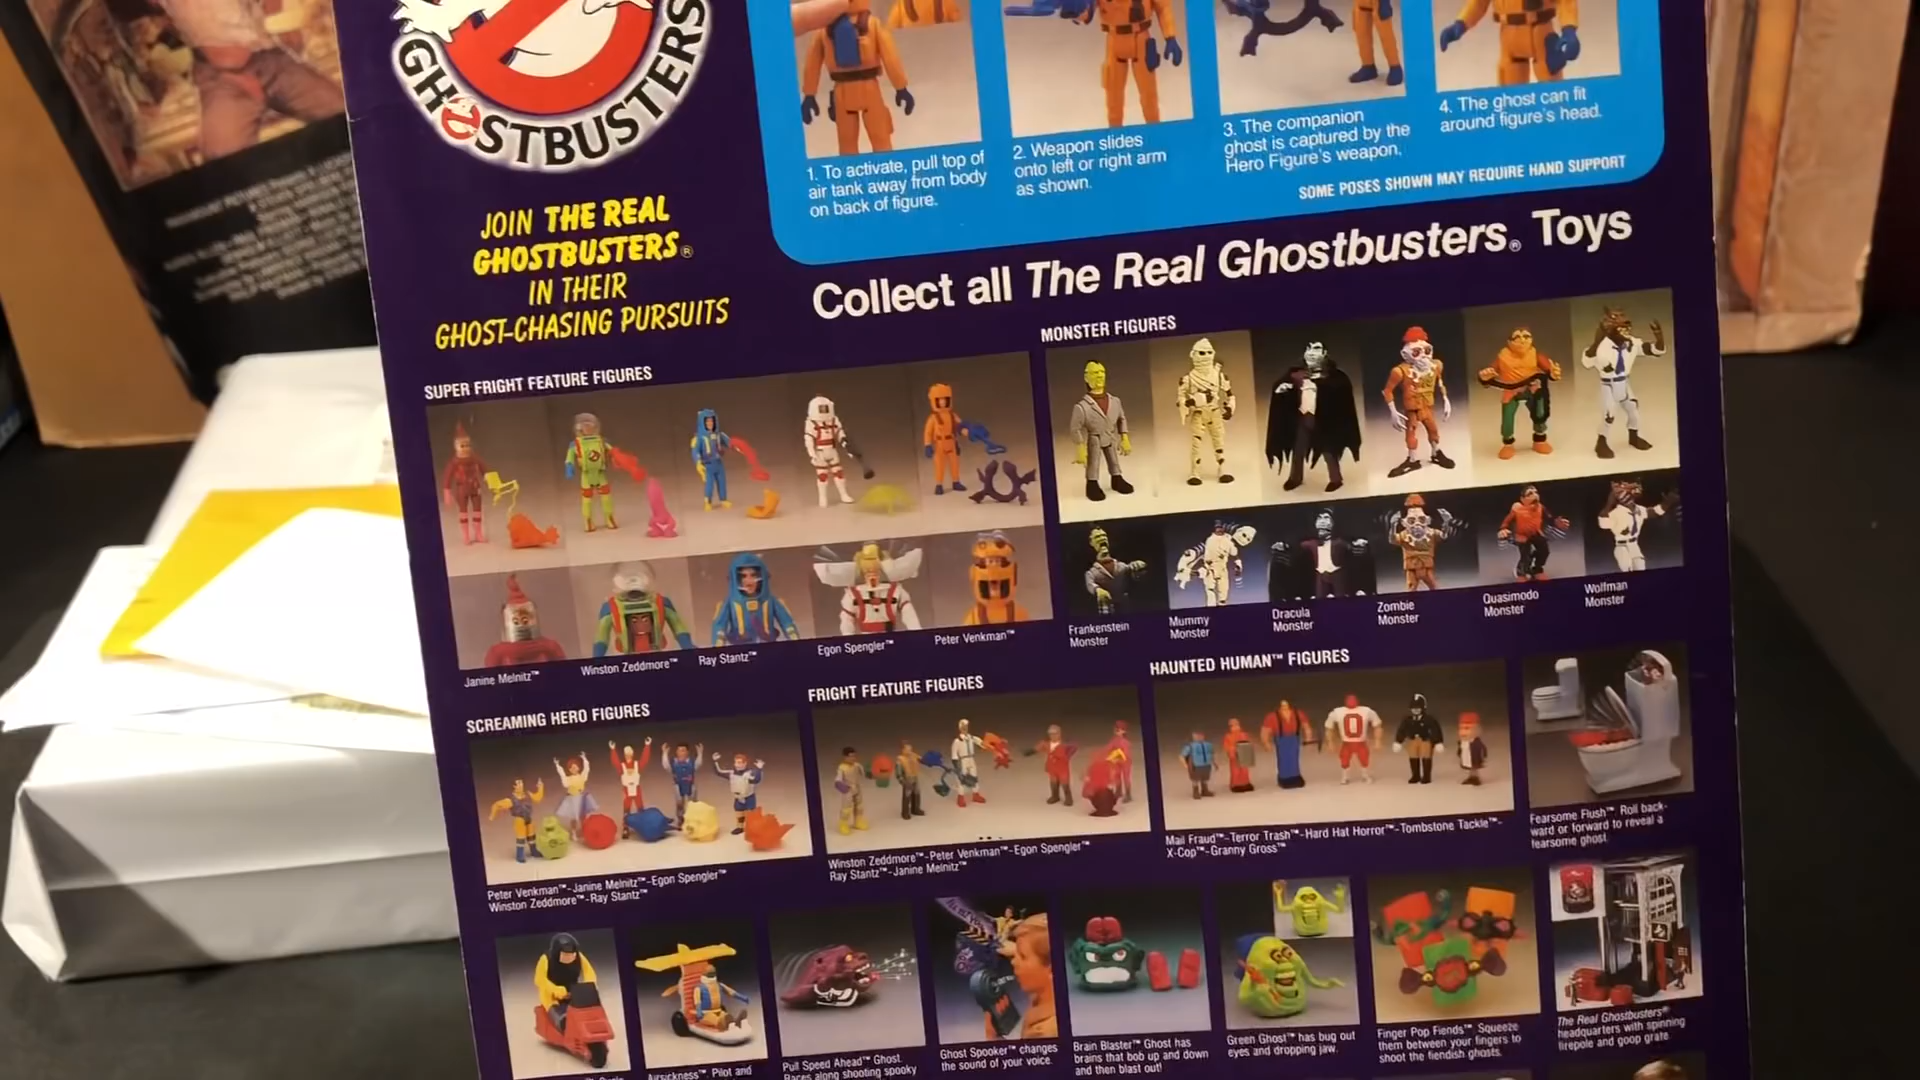 GHOSTBUSTERS
1. To activate, pull top of
air tank away from body
on back of figure.
2. Weapon slides
onto left or right arm
as shown.
3. The companion
ghost is captured by the
Hero Figure's weapon.
4. The ghost can fit
around figure's head.
SOME POSES SHOWN MAY REQUIRE HAND SUPPORT
JOIN THE REAL
GHOSTBUSTERS®
IN THEIR
GHOST-CHASING PURSUITS
Collect all The Real Ghostbusters® Toys
SUPER FRIGHT FEATURE FIGURES
Janine Melnitz™
Winston Zeddmore™
Ray Stantz™
Egon Spengler™
Peter Venkman™
MONSTER FIGURES
Frankenstein
Monster
Mummy
Monster
Dracula
Monster
Zombie
Monster
Quasimodo
Monster
Wolfman
Monster
SCREAMING HERO FIGURES
Peter Venkman™-Janine Melnitz™-Egon Spengler™
Winston Zeddmore™-Ray Stantz™
FRIGHT FEATURE FIGURES
Winston Zeddmore™-Peter Venkman™-Egon Spengler™
Ray Stantz™-Janine Melnitz™
HAUNTED HUMAN™ FIGURES
Mail Fraud™-Terror Trash™-Hard Hat Horror™-Tombstone Tackle™-
X-Cop™-Granny Gross™
Fearsome Flush™. Roll back-
ward or forward to reveal a
fearsome ghost.
Airsickness™. Pilot and
Pull Speed Ahead™ Ghost.
Races along shooting spooky
Ghost Spooker™ changes
the sound of your voice.
Brain Blaster™ Ghost has
brains that bob up and down
and then blast out!
Green Ghost™ has bug out
eyes and dropping jaw.
Finger Pop Fiends™. Squeeze
them between your fingers to
shoot the fiendish ghosts.
The Real Ghostbusters®
headquarters with spinning
firepole and goop grate.